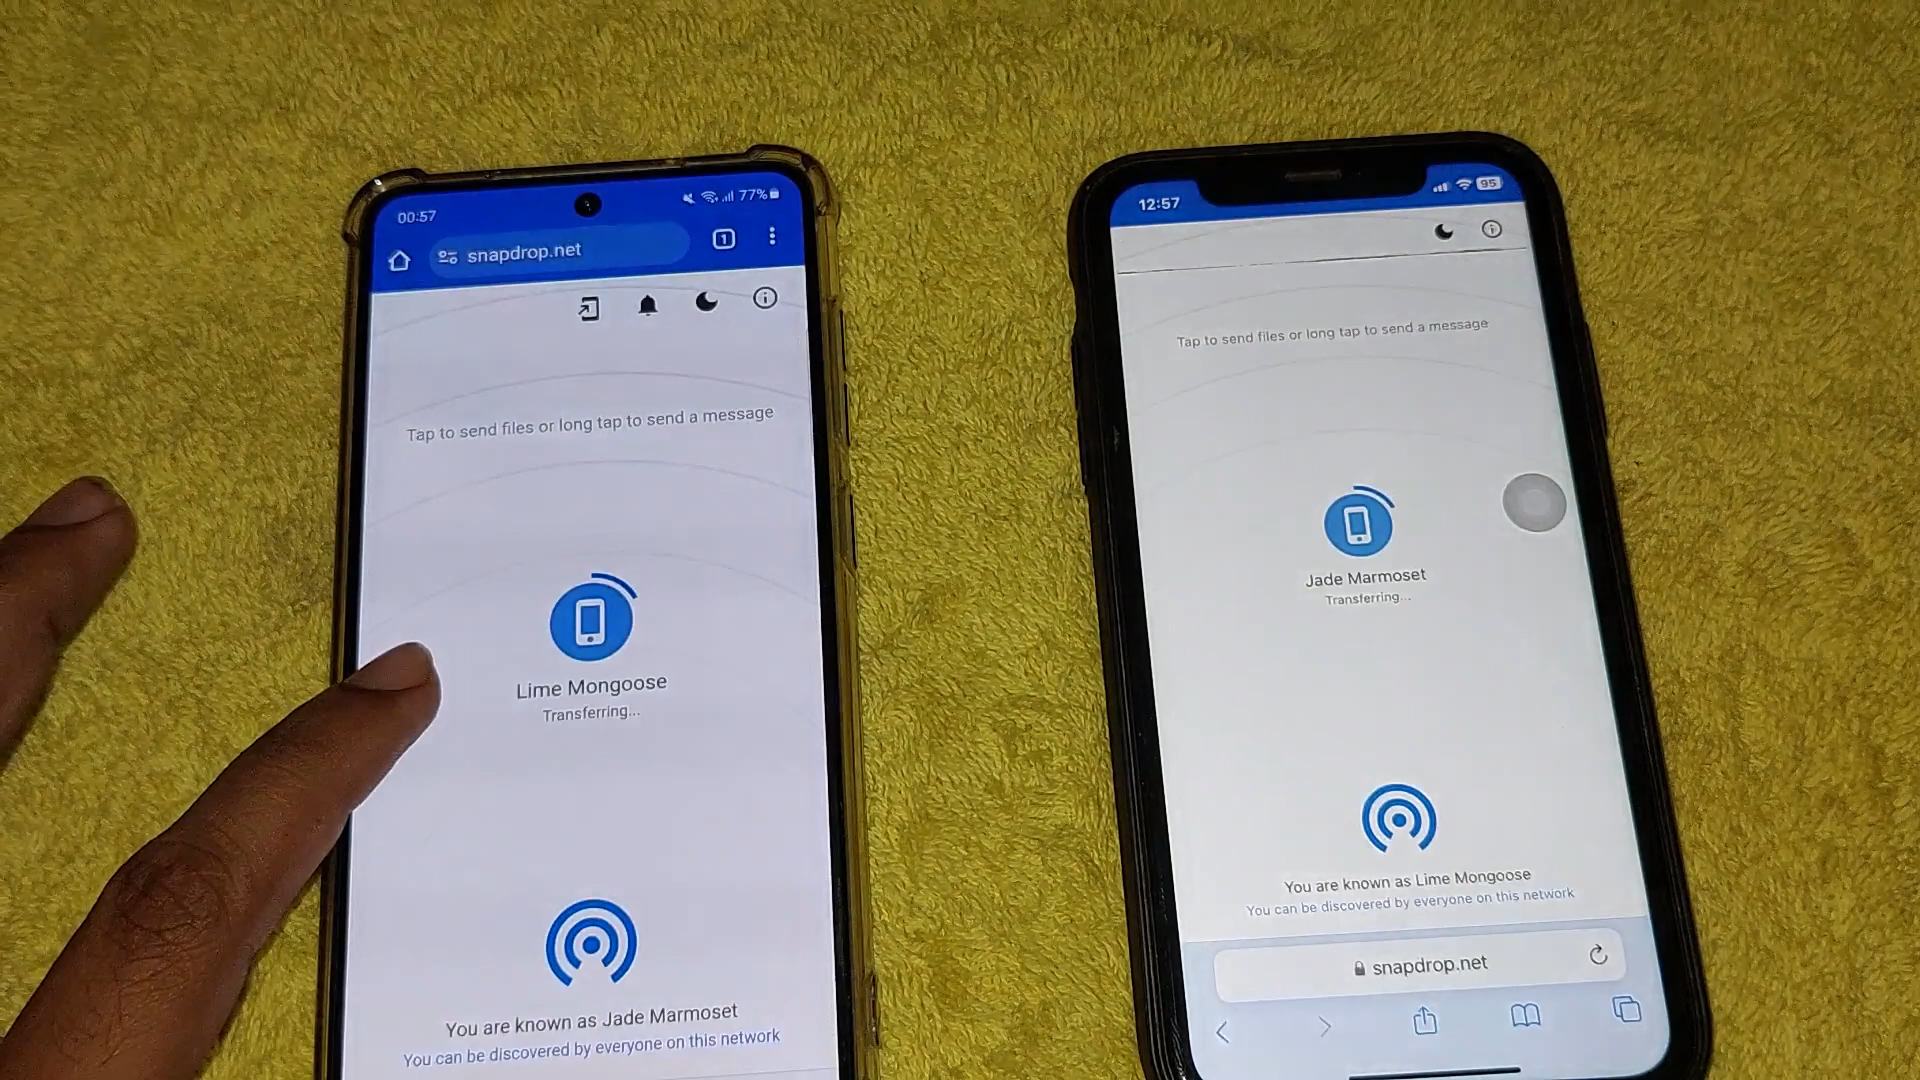 00:57
77%
snapdrop.net
1
Tap to send files or long tap to send a message
Lime Mongoose
Transferring...
You are known as Jade Marmoset
You can be discovered by everyone on this network
12:57
95
Tap to send files or long tap to send a message
Jade Marmoset
Transferring...
You are known as Lime Mongoose
You can be discovered by everyone on this network
snapdrop.net